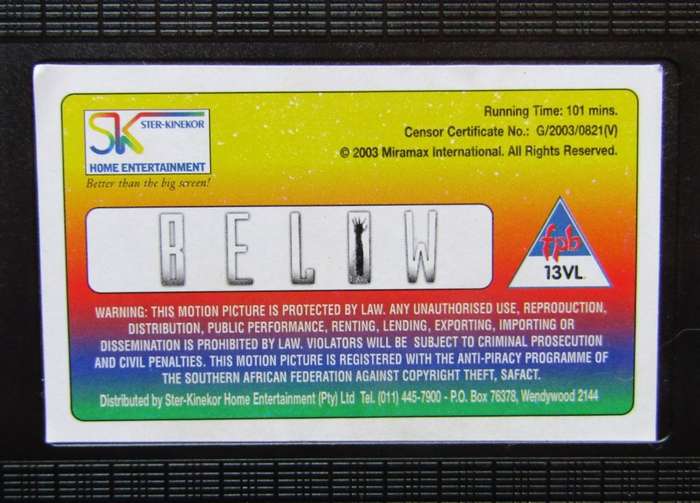 SK STER-KINEKOR
HOME ENTERTAINMENT
Better than the big screen!
Running Time: 101 mins.
Censor Certificate No.: G/2003/0821(V)
© 2003 Miramax International. All Rights Reserved.
BELOW
fpb
13VL
WARNING: THIS MOTION PICTURE IS PROTECTED BY LAW. ANY UNAUTHORISED USE, REPRODUCTION,
DISTRIBUTION, PUBLIC PERFORMANCE, RENTING, LENDING, EXPORTING, IMPORTING OR
DISSEMINATION IS PROHIBITED BY LAW. VIOLATORS WILL BE SUBJECT TO CRIMINAL PROSECUTION
AND CIVIL PENALTIES. THIS MOTION PICTURE IS REGISTERED WITH THE ANTI-PIRACY PROGRAMME OF
THE SOUTHERN AFRICAN FEDERATION AGAINST COPYRIGHT THEFT, SAFACT.
Distributed by Ster-Kinekor Home Entertainment (Pty) Ltd Tel. (011) 445-7900 - P.O. Box 76378, Wendywood 2144